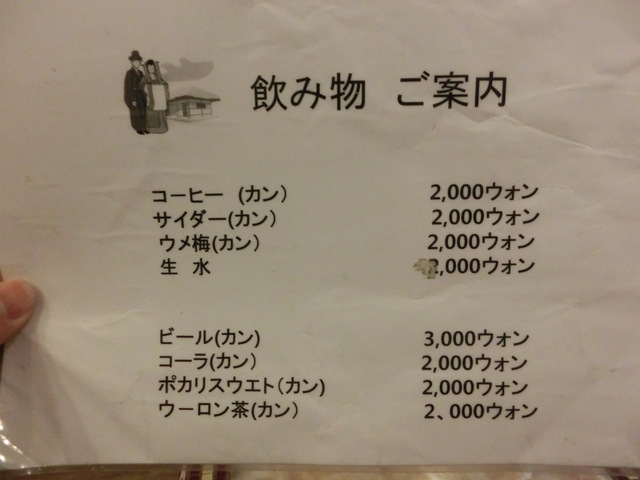 飲み物 ご案内
コーヒー (カン) 2,000ウォン
サイダー(カン) 2,000ウォン
ウメ梅(カン) 2,000ウォン
生 水 2,000ウォン
ビール(カン) 3,000ウォン
コーラ(カン) 2,000ウォン
ポカリスウエト(カン) 2,000ウォン
ウーロン茶(カン) 2、000ウォン